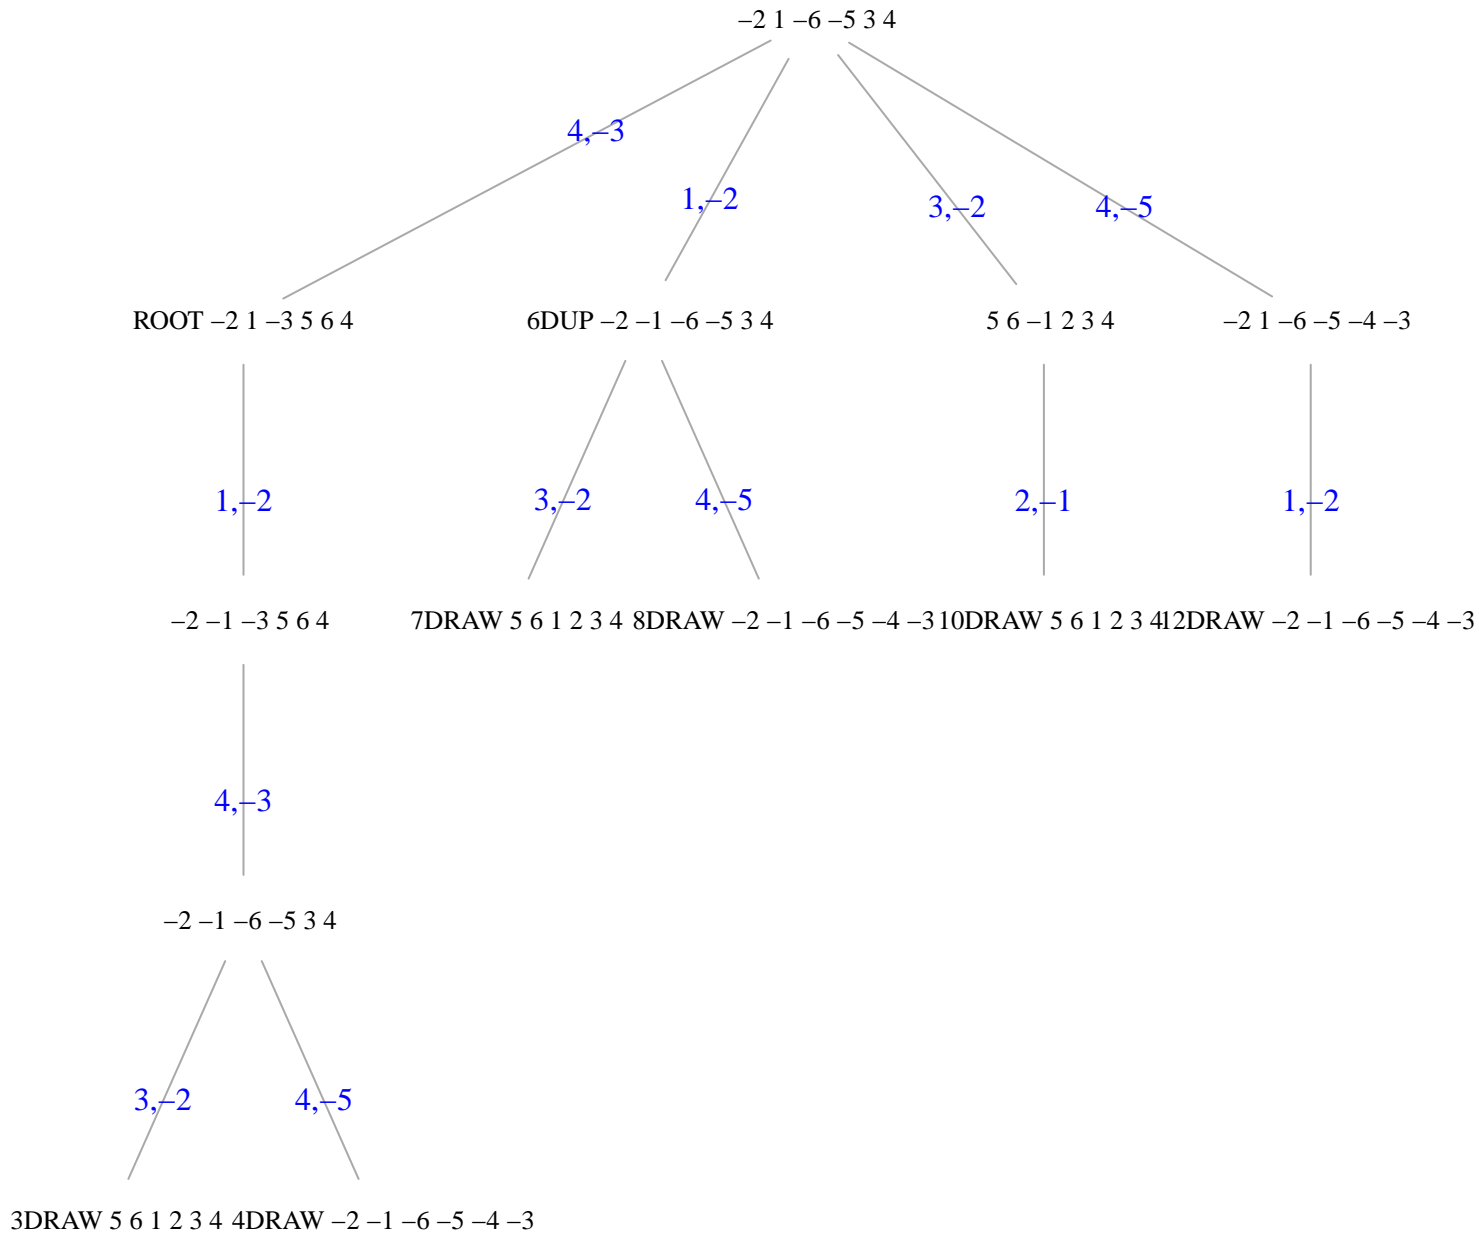 –2 1 –6 –5 3 4
4,–3
1,–2
3,–2
4,–5
ROOT –2 1 –3 5 6 4
6DUP –2 –1 –6 –5 3 4
5 6 –1 2 3 4
–2 1 –6 –5 –4 –3
1,–2
3,–2
4,–5
2,–1
1,–2
–2 –1 –3 5 6 4
7DRAW 5 6 1 2 3 4
8DRAW –2 –1 –6 –5 –4 –3
10DRAW 5 6 1 2 3 4
12DRAW –2 –1 –6 –5 –4 –3
4,–3
–2 –1 –6 –5 3 4
3,–2
4,–5
3DRAW 5 6 1 2 3 4
4DRAW –2 –1 –6 –5 –4 –3